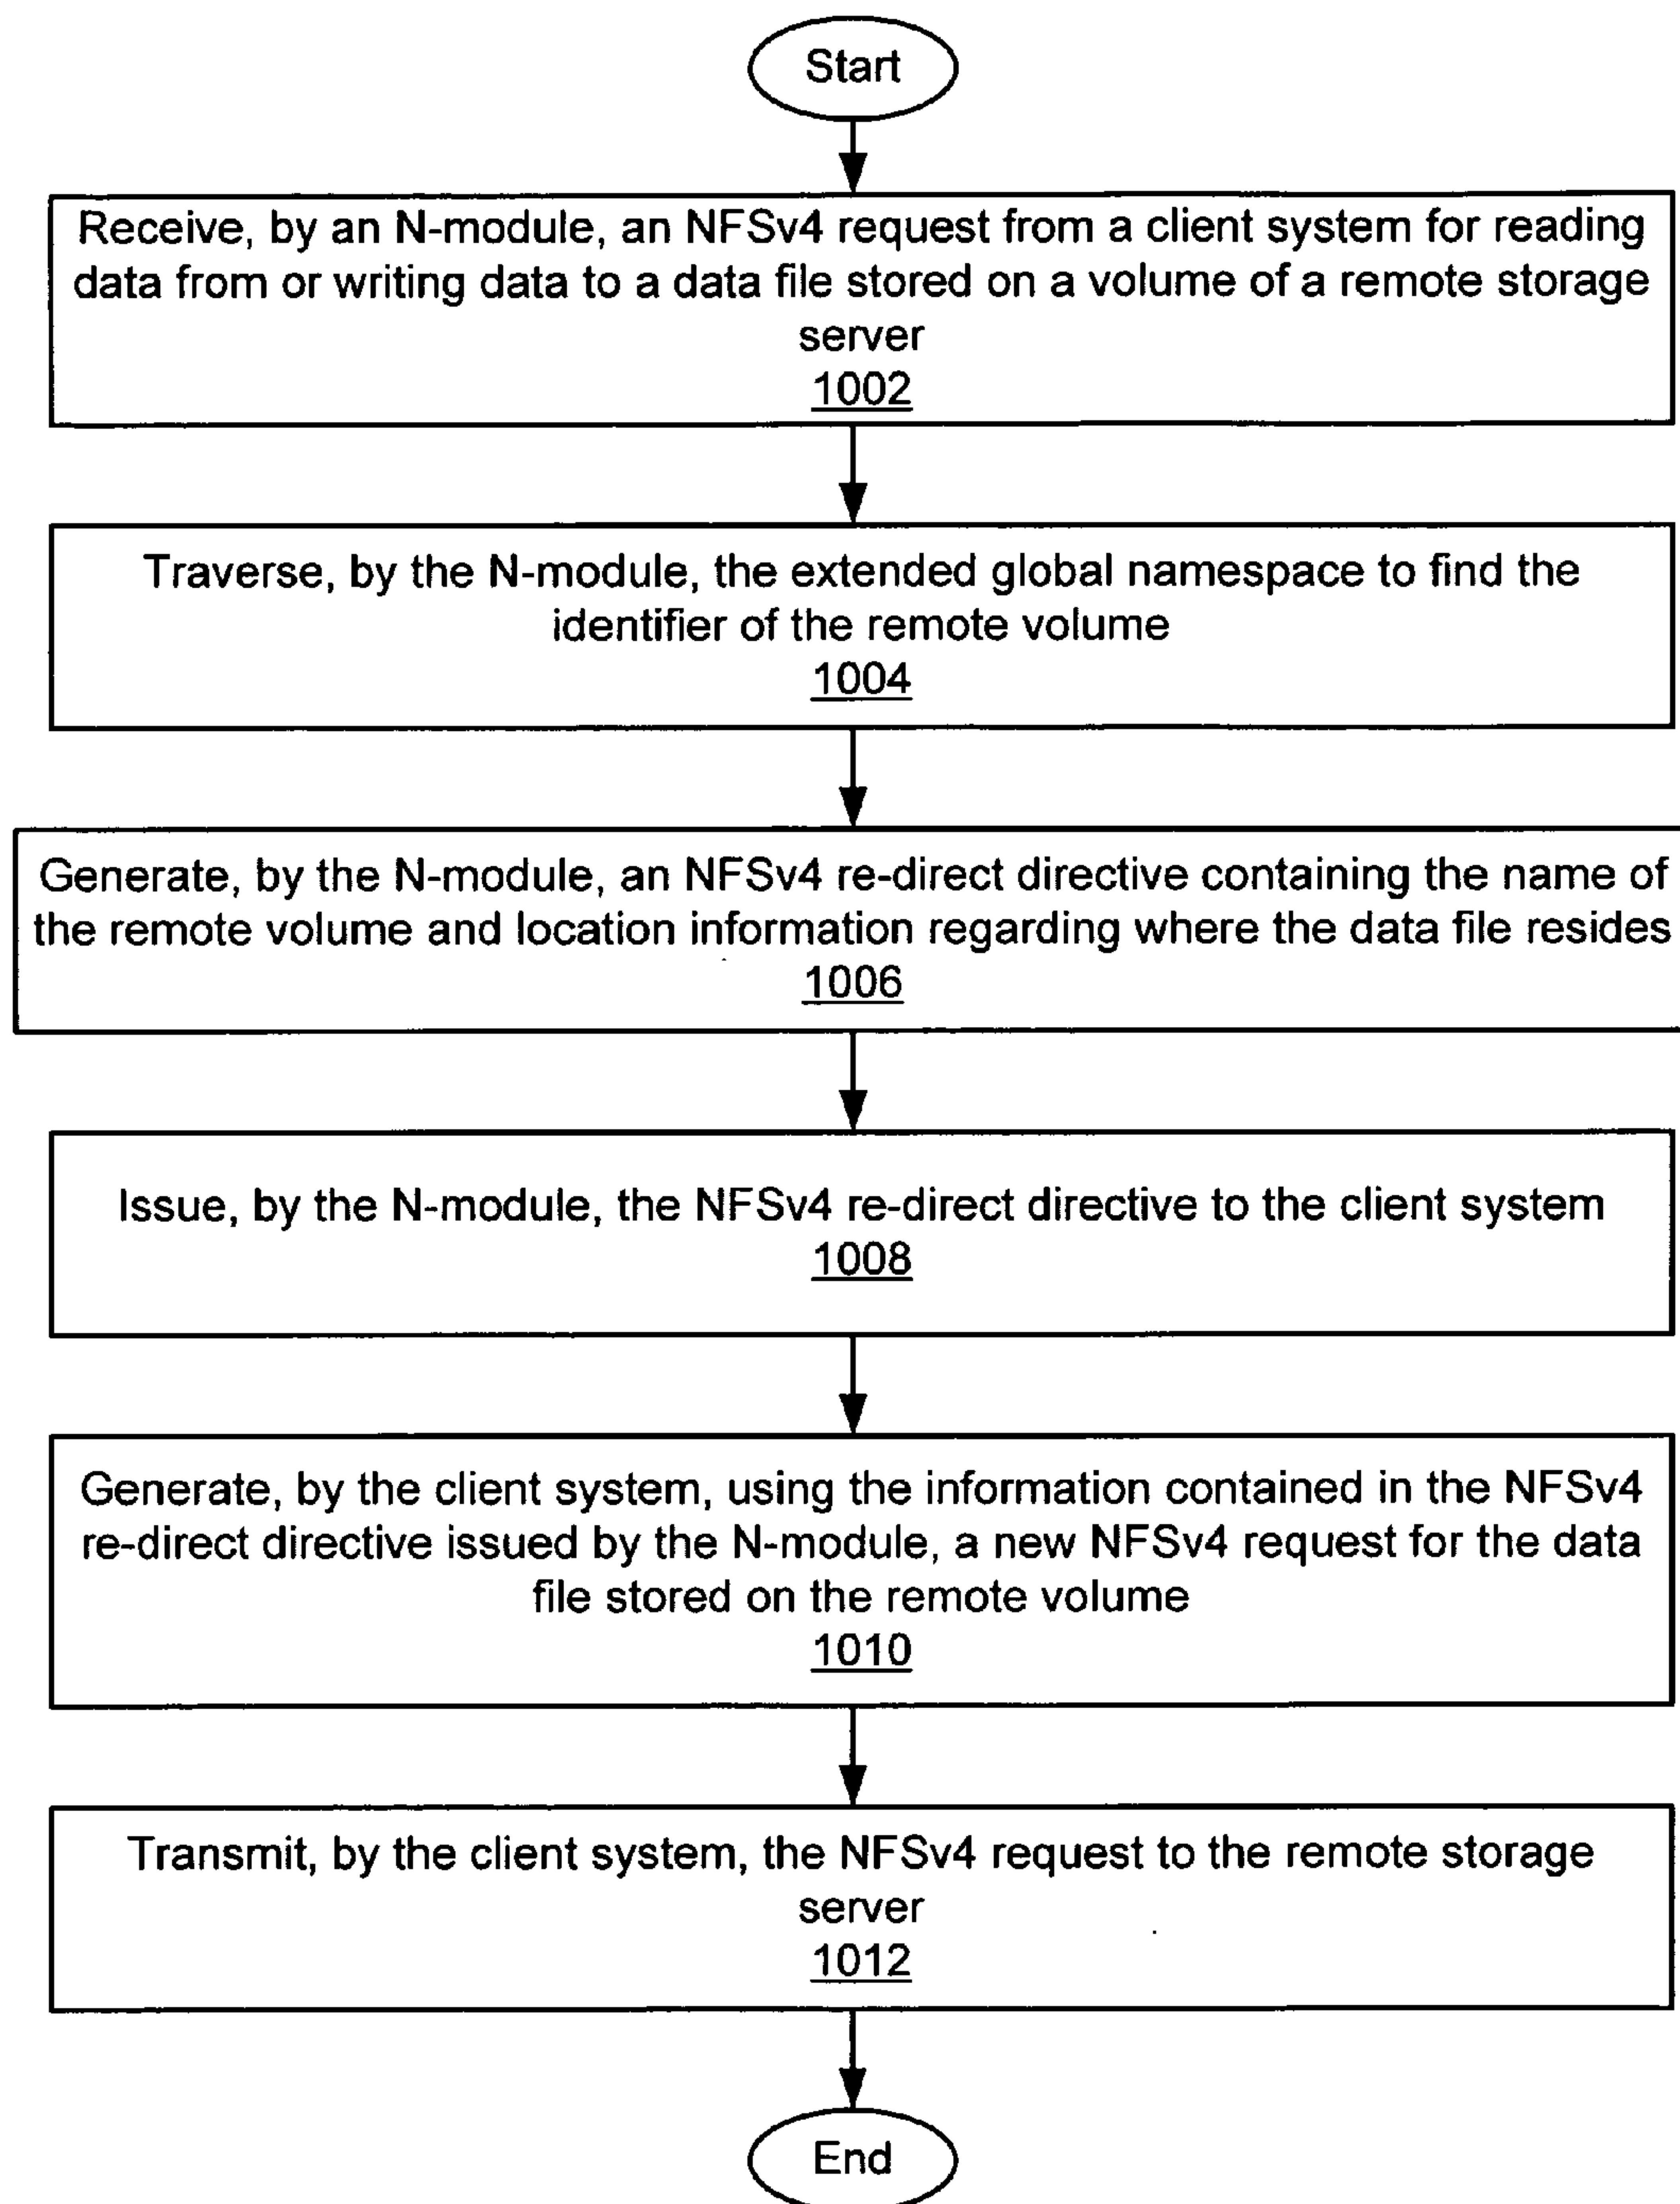 Start
Receive, by an N-module, an NFSv4 request from a client system for reading
data from or writing data to a data file stored on a volume of a remote storage
server
1002
Traverse, by the N-module, the extended global namespace to find the
identifier of the remote volume
1004
Generate, by the N-module, an NFSv4 re-direct directive containing the name of
the remote volume and location information regarding where the data file resides
1006
Issue, by the N-module, the NFSv4 re-direct directive to the client system
1008
Generate, by the client system, using the information contained in the NFSv4
re-direct directive issued by the N-module, a new NFSv4 request for the data
file stored on the remote volume
1010
Transmit, by the client system, the NFSv4 request to the remote storage
server
1012
End